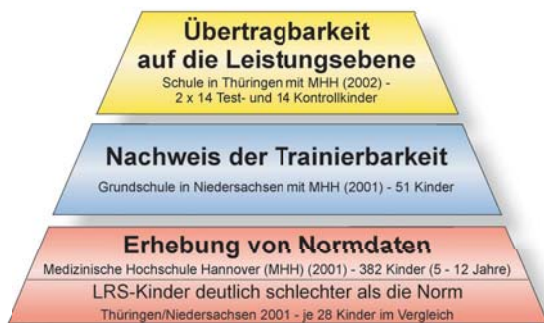 Übertragbarkeit
auf die Leistungsebene
Schule in Thüringen mit MHH (2002) -
2 x 14 Test- und 14 Kontrollkinder
Nachweis der Trainierbarkeit
Grundschule in Niedersachsen mit MHH (2001) - 51 Kinder
Erhebung von Normdaten
Medizinische Hochschule Hannover (MHH) (2001) - 382 Kinder (5 - 12 Jahre)
LRS-Kinder deutlich schlechter als die Norm
Thüringen/Niedersachsen 2001 - je 28 Kinder im Vergleich